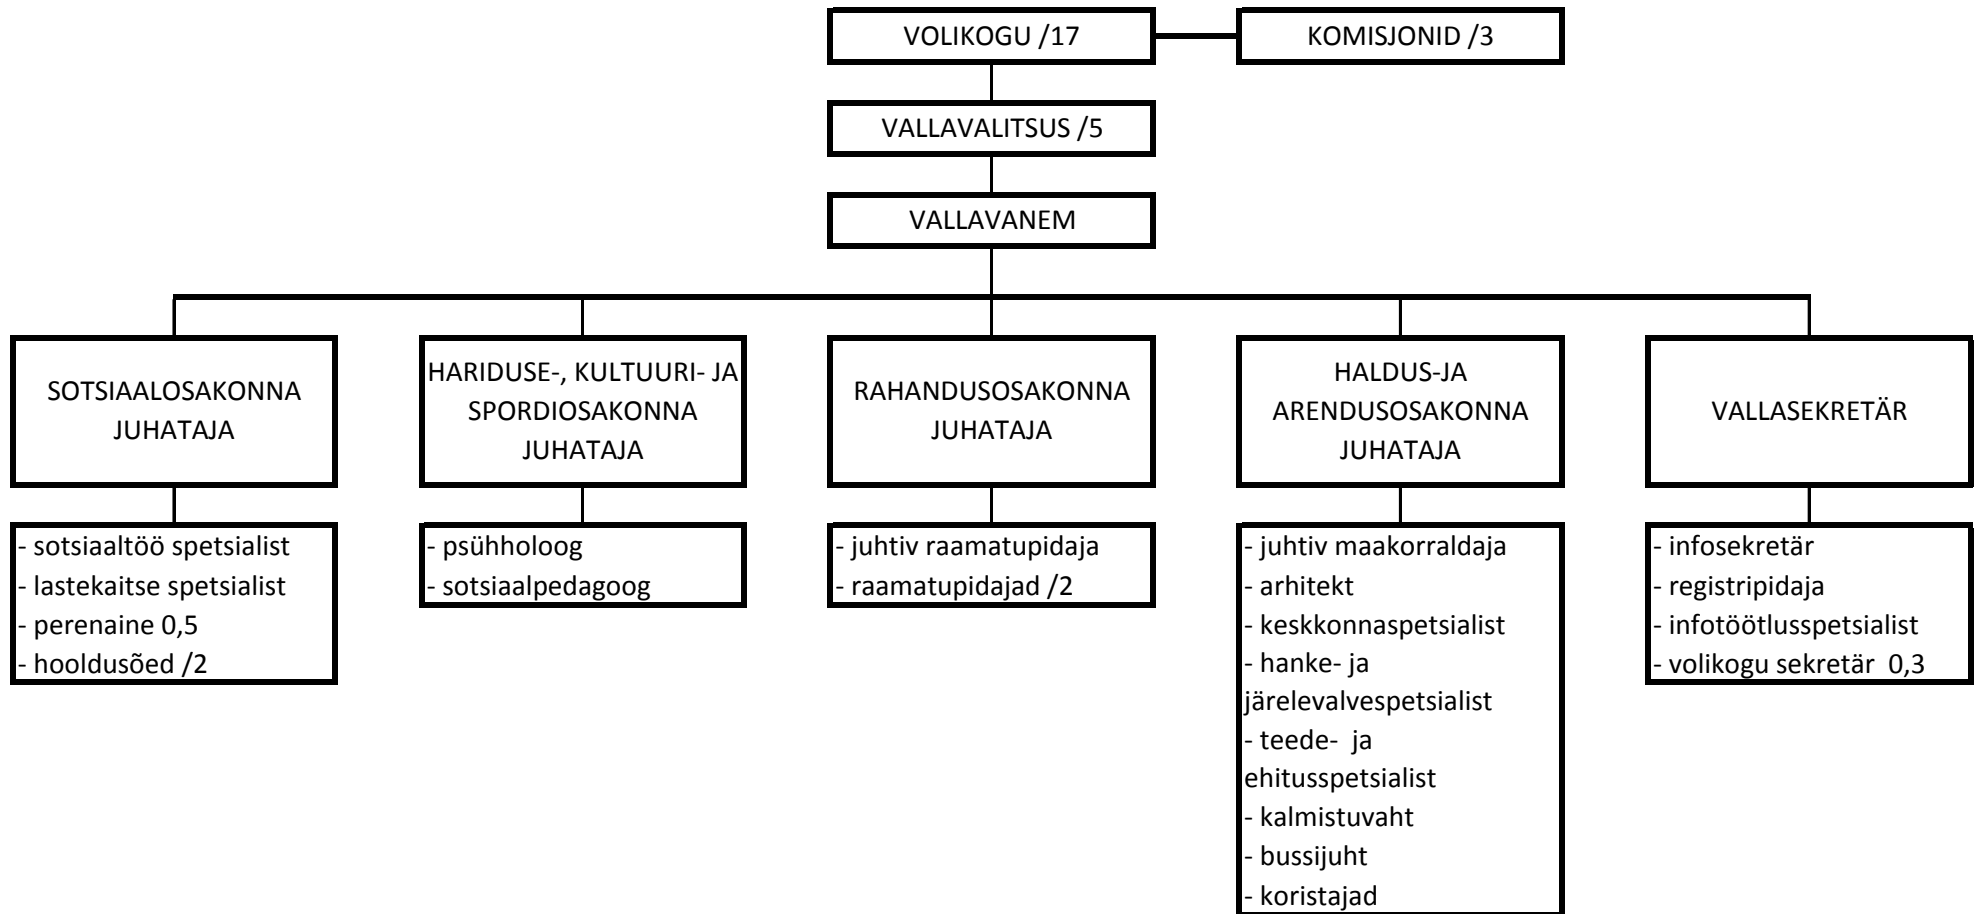 VOLIKOGU /17
KOMISJONID /3
VALLAVALITSUS /5
VALLAVANEM
SOTSIAALOSAKONNA
JUHATAJA
HARIDUSE-, KULTUURI- JA
SPORDIOSAKONNA
JUHATAJA
RAHANDUSOSAKONNA
JUHATAJA
HALDUS-JA
ARENDUSOSAKONNA
JUHATAJA
VALLASEKRETÄR
- sotsiaaltöö spetsialist
- lastekaitse spetsialist
- perenaine 0,5
- hooldusõed /2
- psühholoog
- sotsiaalpedagoog
- juhtiv raamatupidaja
- raamatupidajad /2
- juhtiv maakorraldaja
- arhitekt
- keskkonnaspetsialist
- hanke- ja
järelevalvespetsialist
- teede-  ja
ehitusspetsialist
- kalmistuvaht
- bussijuht
- koristajad
- infosekretär
- registripidaja
- infotöötlusspetsialist
- volikogu sekretär  0,3